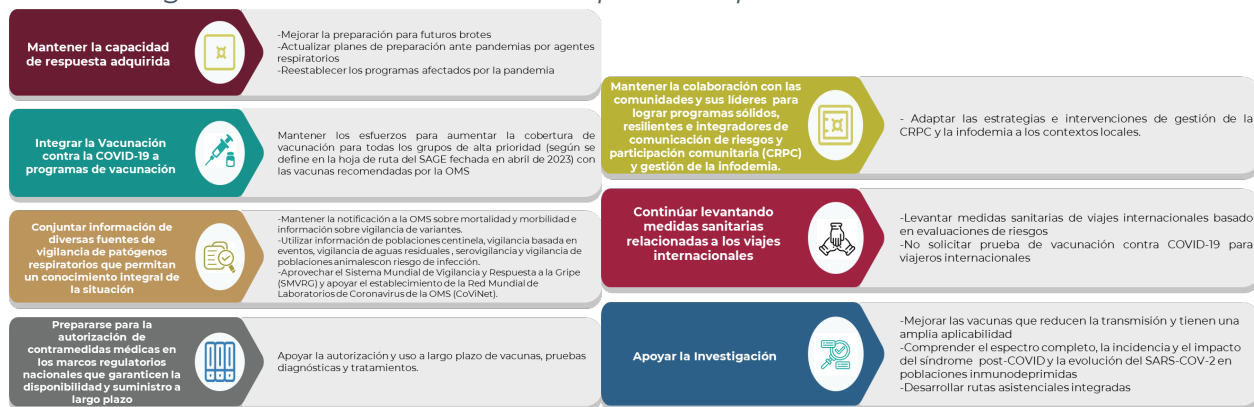 Mantener la capacidad
de respuesta adquirida
-Mejorar la preparación para futuros brotes
-Actualizar planes de preparación ante pandemias por agentes
respiratorios
-Reestablecer los programas afectados por la pandemia
Integrar la Vacunación
contra la COVID-19 a
programas de vacunación
Mantener los esfuerzos para aumentar la cobertura de
vacunación para todos los grupos de alta prioridad (según se
define en la hoja de ruta del SAGE fechada en abril de 2023) con
las vacunas recomendadas por la OMS
Conjuntar información de
diversas fuentes de
vigilancia de patógenos
respiratorios que permitan
un conocimiento integral de
la situación
-Mantener la notificación a la OMS sobre mortalidad y morbilidad e
información sobre vigilancia de variantes.
-Utilizar información de poblaciones centinela, vigilancia basada en
eventos, vigilancia de aguas residuales , serovigilancia y vigilancia de
poblaciones animalescon riesgo de infección.
-Aprovechar el Sistema Mundial de Vigilancia y Respuesta a la Gripe
(SMVRG) y apoyar el establecimiento de la Red Mundial de
Laboratorios de Coronavirus de la OMS (CoViNet).
Prepararse para la
autorización de
contramedidas médicas en
los marcos regulatorios
nacionales que garanticen la
disponibilidad y suministro a
largo plazo
Apoyar la autorización y uso a largo plazo de vacunas, pruebas
diagnósticas y tratamientos.
Mantener la colaboración con las
comunidades y sus líderes para
lograr programas sólidos,
resilientes e integradores de
comunicación de riesgos y
participación comunitaria (CRPC)
y gestión de la infodemia.
- Adaptar las estrategias e intervenciones de gestión de la
CRPC y la infodemia a los contextos locales.
Continúar levantando
medidas sanitarias
relacionadas a los viajes
internacionales
-Levantar medidas sanitarias de viajes internacionales basado
en evaluaciones de riesgos
-No solicitar prueba de vacunación contra COVID-19 para
viajeros internacionales
Apoyar la Investigación
-Mejorar las vacunas que reducen la transmisión y tienen una
amplia aplicabilidad
-Comprender el espectro completo, la incidencia y el impacto
del síndrome post-COVID y la evolución del SARS-COV-2 en
poblaciones inmunodeprimidas
-Desarrollar rutas asistenciales integradas